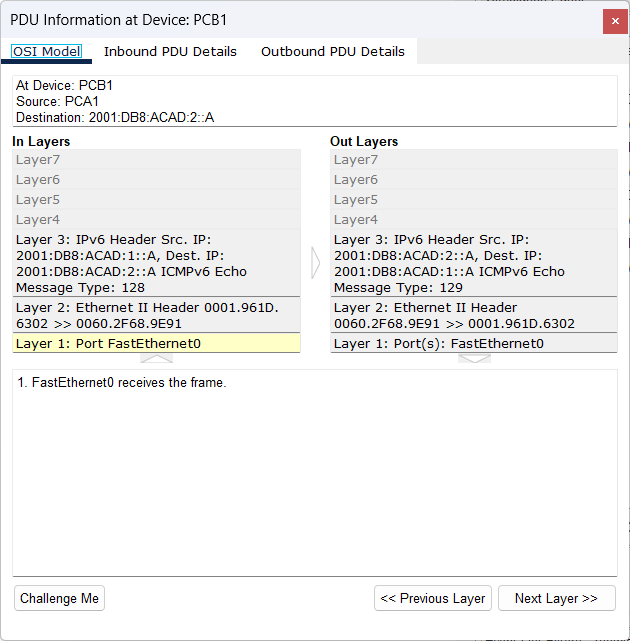 PDU Information at Device: PCB1
OSI Model Inbound PDU Details Outbound PDU Details
At Device: PCB1
Source: PCA1
Destination: 2001:DB8:ACAD:2::A
In Layers
Layer7
Layer6
Layer5
Layer4
Layer 3: IPv6 Header Src. IP:
2001:DB8:ACAD:1::A, Dest. IP:
2001:DB8:ACAD:2::A ICMPv6 Echo
Message Type: 128
Layer 2: Ethernet II Header 0001.961D.
6302 >> 0060.2F68.9E91
Layer 1: Port FastEthernet0
Out Layers
Layer7
Layer6
Layer5
Layer4
Layer 3: IPv6 Header Src. IP:
2001:DB8:ACAD:2::A, Dest. IP:
2001:DB8:ACAD:1::A ICMPv6 Echo
Message Type: 129
Layer 2: Ethernet II Header
0060.2F68.9E91 >> 0001.961D.6302
Layer 1: Port(s): FastEthernet0
1. FastEthernet0 receives the frame.
Challenge Me << Previous Layer Next Layer >>